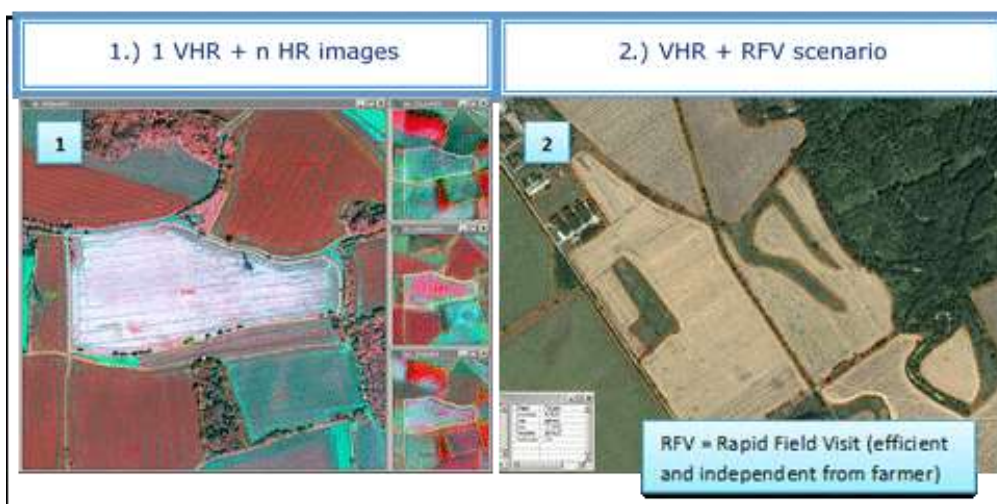 1.) 1 VHR + n HR images
2.) VHR + RFV scenario
1
2
RFV = Rapid Field Visit (efficient
and independent from farmer)